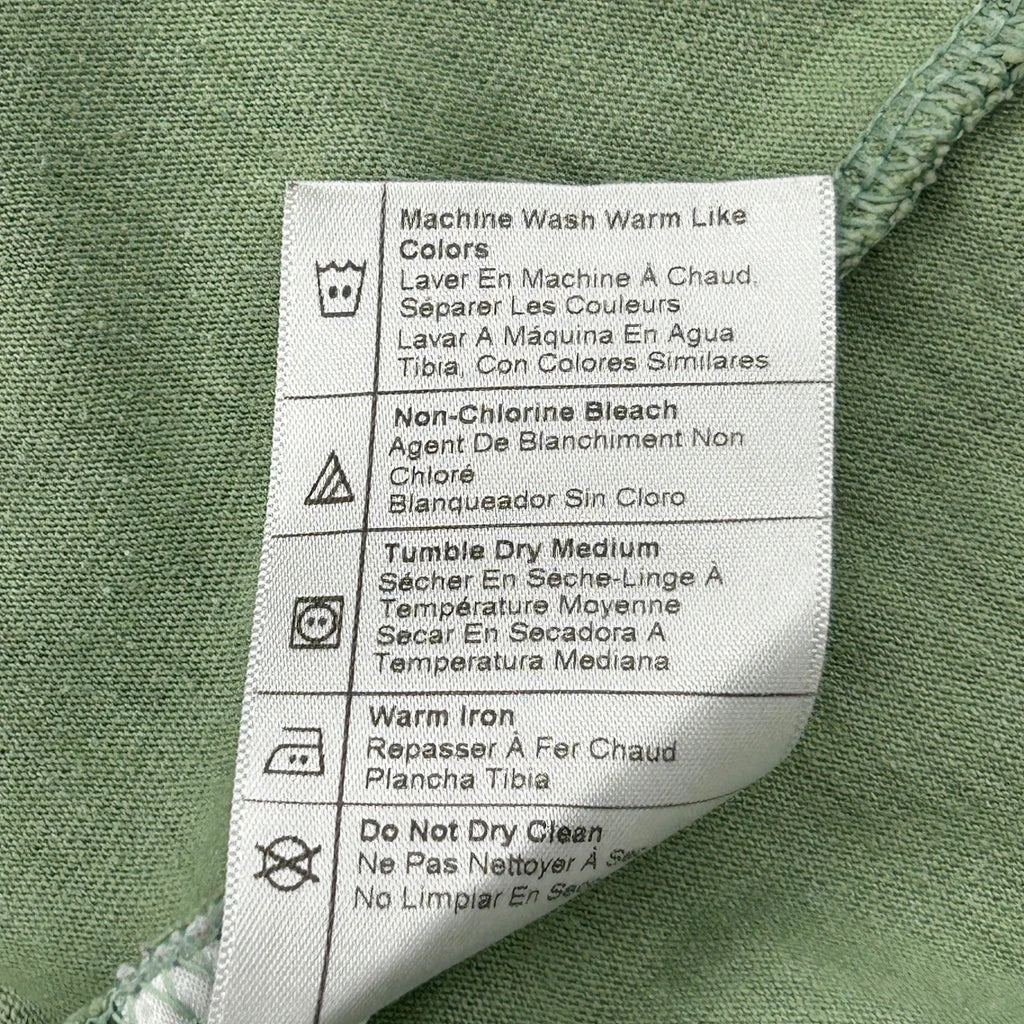 Machine Wash Warm Like
Colors
Laver En Machine À Chaud,
Séparer Les Couleurs
Lavar A Máquina En Agua
Tibia, Con Colores Similares
Non-Chlorine Bleach
Agent De Blanchiment Non
Chloré
Blanqueador Sin Cloro
Tumble Dry Medium
Sécher En Sèche-Linge À
Température Moyenne
Secar En Secadora A
Temperatura Mediana
Warm Iron
Repasser À Fer Chaud
Plancha Tibia
Do Not Dry Clean
Ne Pas Nettoyer À
No Limpiar En